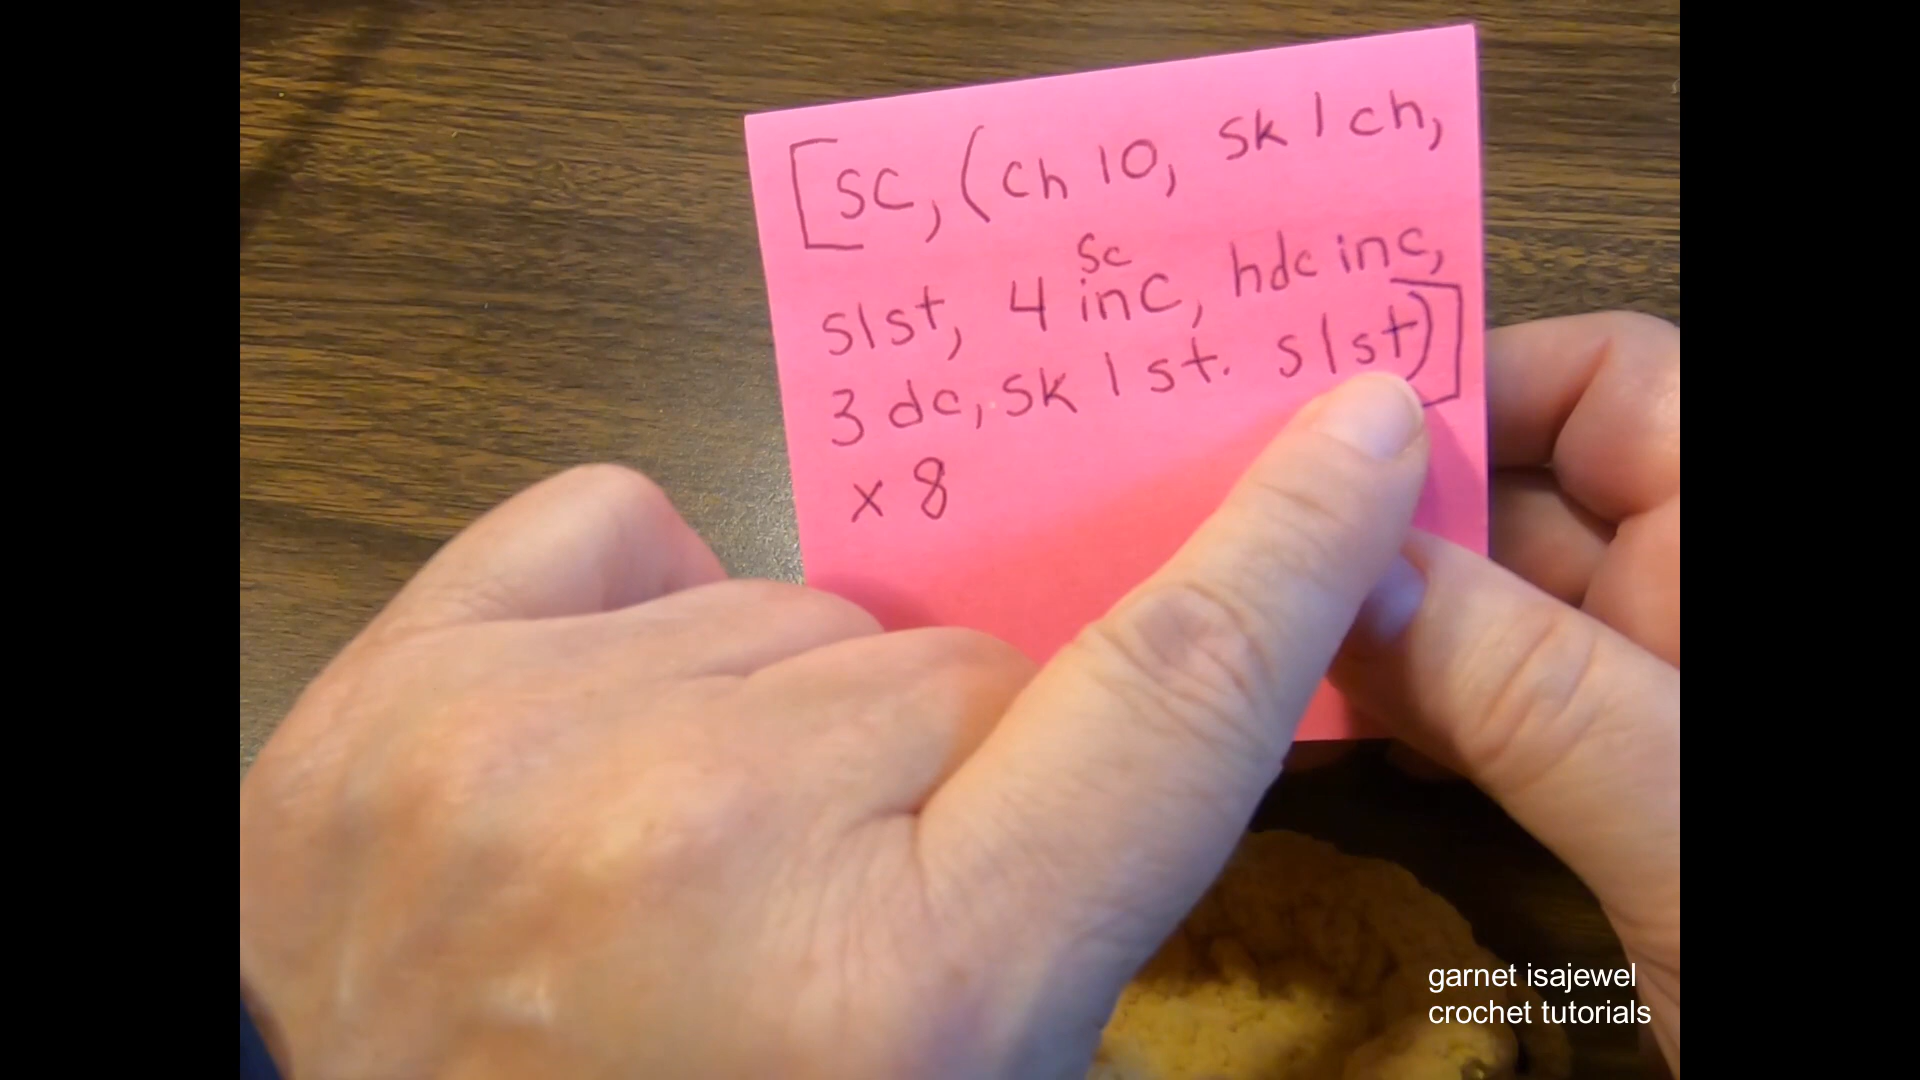 [SC, (Ch 10, Sk 1 ch,
slst, 4 sc inc, hdc inc,
3 dc, sk 1 st. slst)]
x 8
garnet isajewel
crochet tutorials